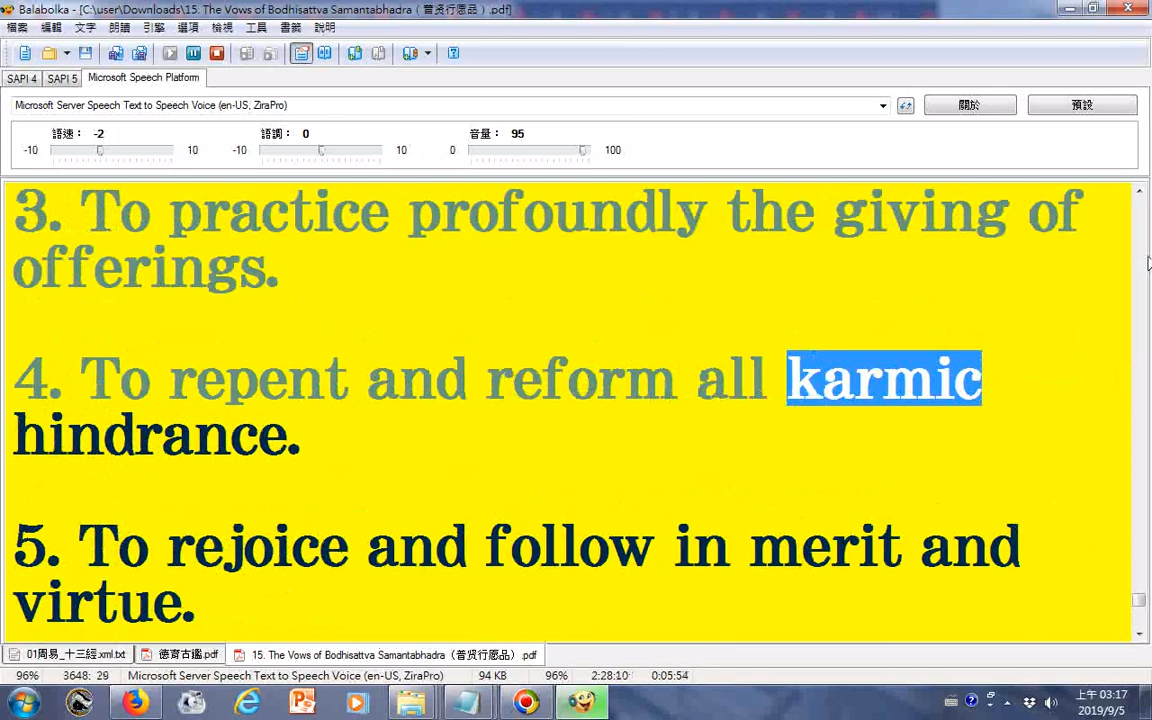 Balabolka - [C:\user\Downloads\15. The Vows of Bodhisattva Samantabhadra（普贤行愿品）.pdf]
檔案 編輯 文字 朗讀 引擎 選項 檢視 工具 書籤 說明
SAPI 4 SAPI 5 Microsoft Speech Platform
Microsoft Server Speech Text to Speech Voice (en-US, ZiraPro) 關於 預設
語速： -2 語調： 0 音量： 95
-10 10 -10 10 0 100
3. To practice profoundly the giving of
offerings.
4. To repent and reform all karmic
hindrance.
5. To rejoice and follow in merit and
virtue.
01周易_十三經.xml.txt 德育古鑑.pdf 15. The Vows of Bodhisattva Samantabhadra（普贤行愿品）.pdf
96% 3648: 29 Microsoft Server Speech Text to Speech Voice (en-US, ZiraPro) 94 KB 96% 2:28:10 0:05:54
上午 03:17
2019/9/5